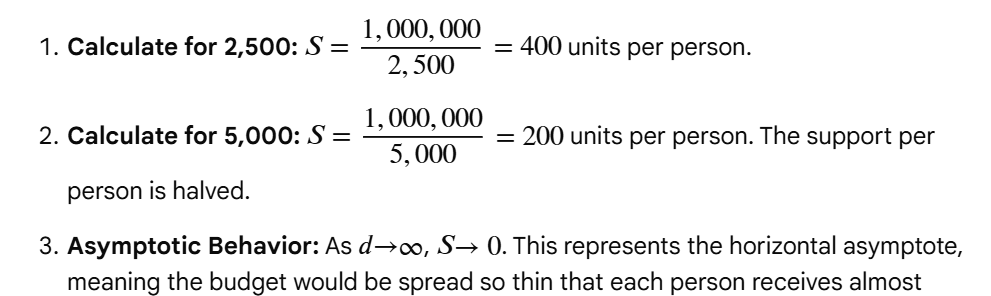 1. Calculate for 2,500: S = 1,000,000 / 2,500 = 400 units per person.
2. Calculate for 5,000: S = 1,000,000 / 5,000 = 200 units per person. The support per
person is halved.
3. Asymptotic Behavior: As d→∞, S→ 0. This represents the horizontal asymptote,
meaning the budget would be spread so thin that each person receives almost